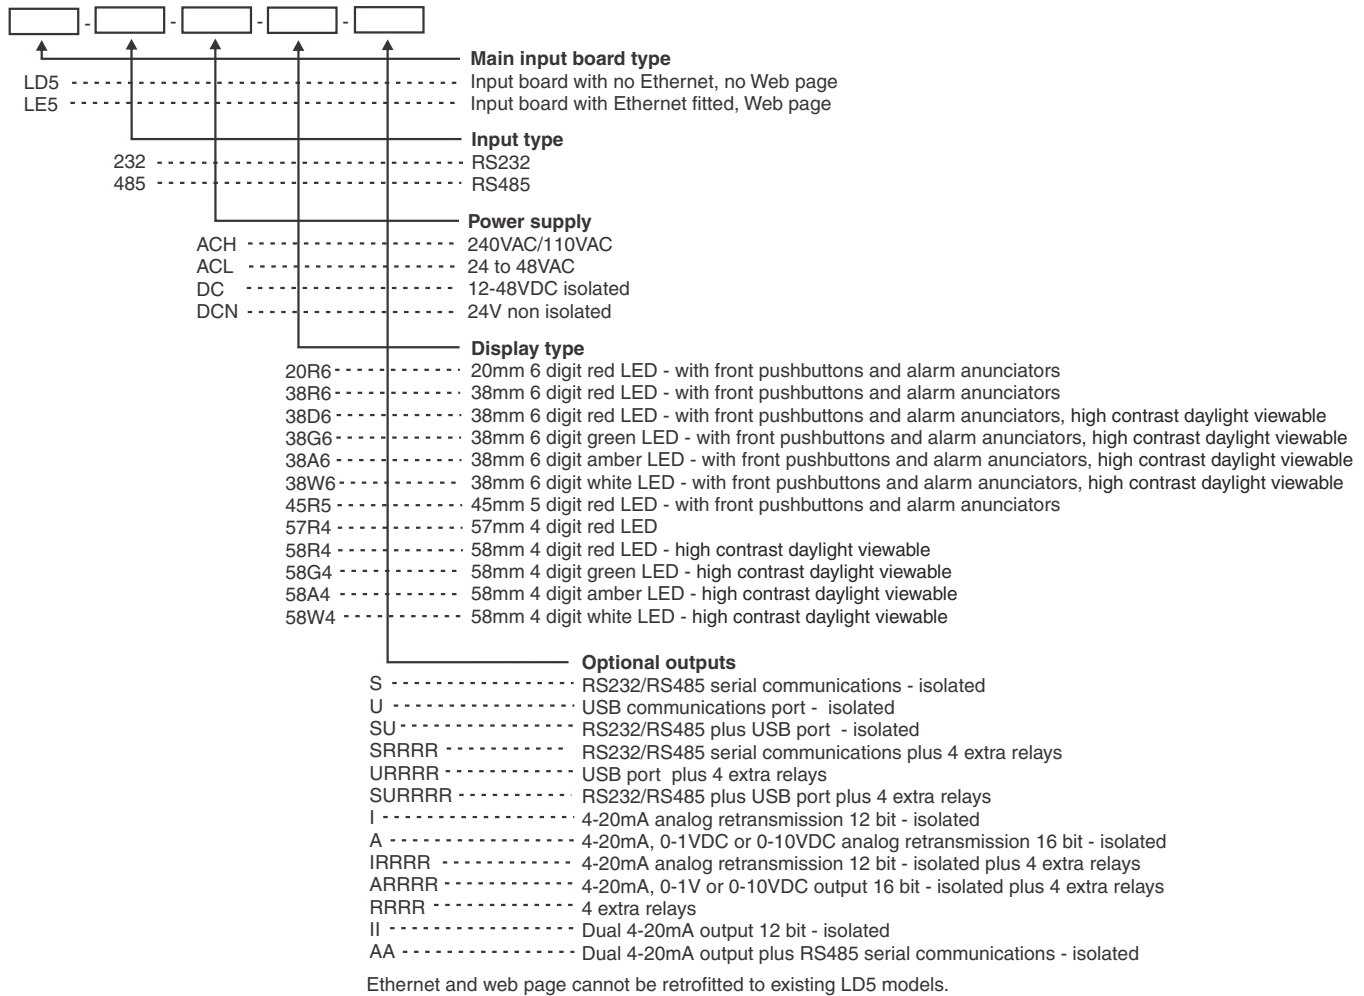 - - - -
Main input board type
LD5 Input board with no Ethernet, no Web page
LE5 Input board with Ethernet fitted, Web page
Input type
232 RS232
485 RS485
Power supply
ACH 240VAC/110VAC
ACL 24 to 48VAC
DC 12-48VDC isolated
DCN 24V non isolated
Display type
20R6 20mm 6 digit red LED - with front pushbuttons and alarm anunciators
38R6 38mm 6 digit red LED - with front pushbuttons and alarm anunciators
38D6 38mm 6 digit red LED - with front pushbuttons and alarm anunciators, high contrast daylight viewable
38G6 38mm 6 digit green LED - with front pushbuttons and alarm anunciators, high contrast daylight viewable
38A6 38mm 6 digit amber LED - with front pushbuttons and alarm anunciators, high contrast daylight viewable
38W6 38mm 6 digit white LED - with front pushbuttons and alarm anunciators, high contrast daylight viewable
45R5 45mm 5 digit red LED - with front pushbuttons and alarm anunciators
57R4 57mm 4 digit red LED
58R4 58mm 4 digit red LED - high contrast daylight viewable
58G4 58mm 4 digit green LED - high contrast daylight viewable
58A4 58mm 4 digit amber LED - high contrast daylight viewable
58W4 58mm 4 digit white LED - high contrast daylight viewable
Optional outputs
S RS232/RS485 serial communications - isolated
U USB communications port - isolated
SU RS232/RS485 plus USB port - isolated
SRRRR RS232/RS485 serial communications plus 4 extra relays
URRRR USB port plus 4 extra relays
SURRRR RS232/RS485 plus USB port plus 4 extra relays
I 4-20mA analog retransmission 12 bit - isolated
A 4-20mA, 0-1VDC or 0-10VDC analog retransmission 16 bit - isolated
IRRRR 4-20mA analog retransmission 12 bit - isolated plus 4 extra relays
ARRRR 4-20mA, 0-1V or 0-10VDC output 16 bit - isolated plus 4 extra relays
RRRR 4 extra relays
II Dual 4-20mA output 12 bit - isolated
AA Dual 4-20mA output plus RS485 serial communications - isolated
Ethernet and web page cannot be retrofitted to existing LD5 models.